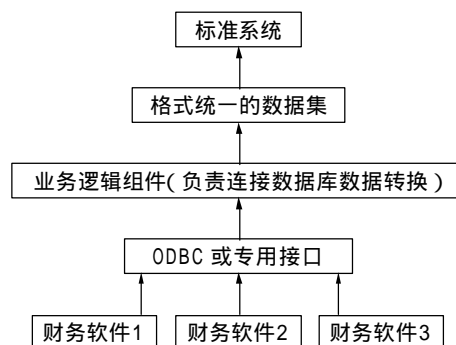 标准系统
格式统一的数据集
业务逻辑组件(负责连接数据库数据转换)
ODBC 或专用接口
财务软件1 财务软件2 财务软件3